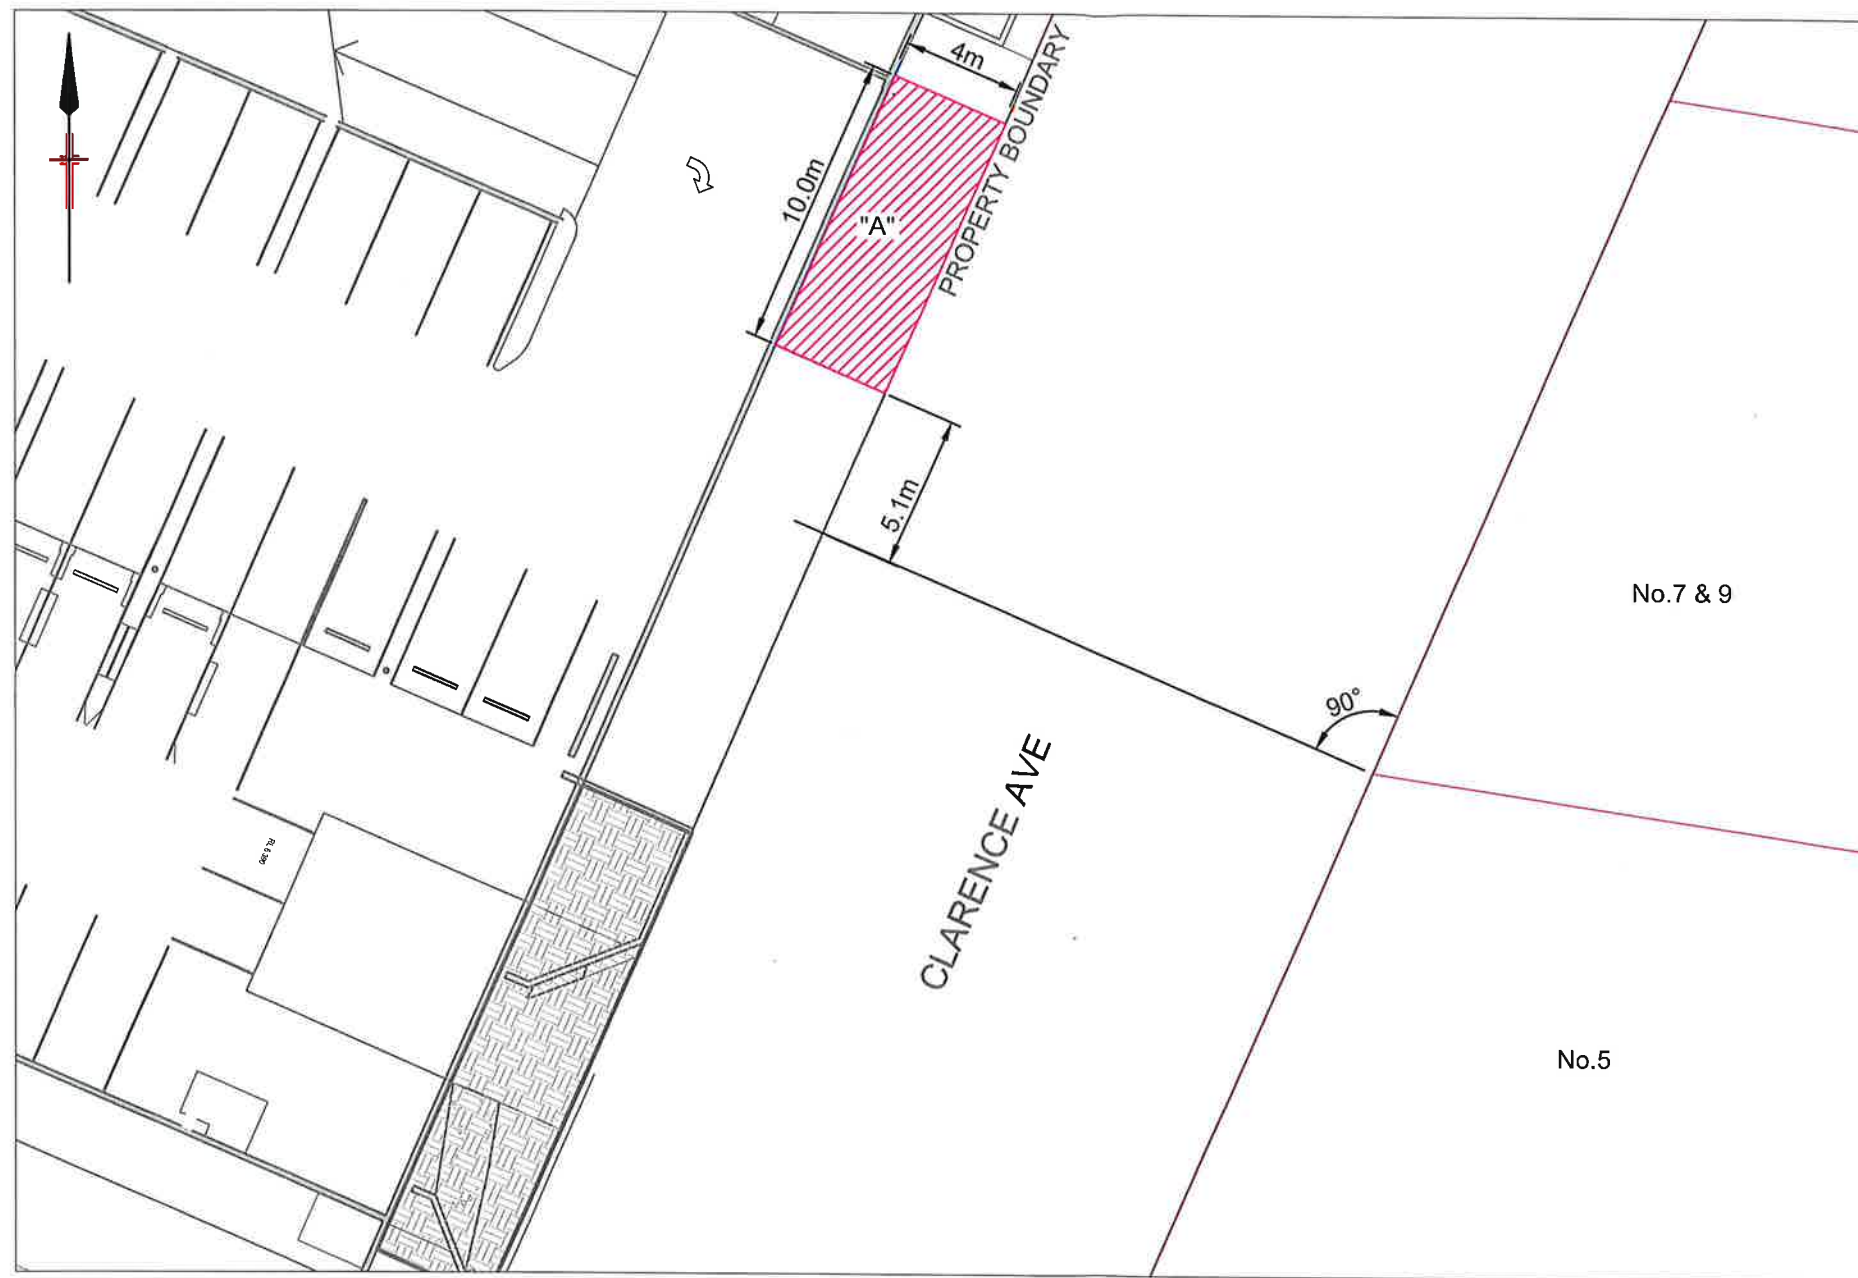 4m
PROPERTY BOUNDARY
10.0m
"A"
5.1m
No.7 & 9
90°
CLARENCE AVE
No.5